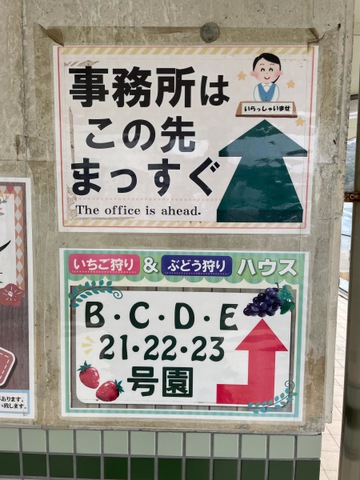 事務所は
いらっしゃいませ
この先
まっすぐ
The office is ahead.
いちご狩り & ぶどう狩り ハウス
B・C・D・E
21・22・23
号園